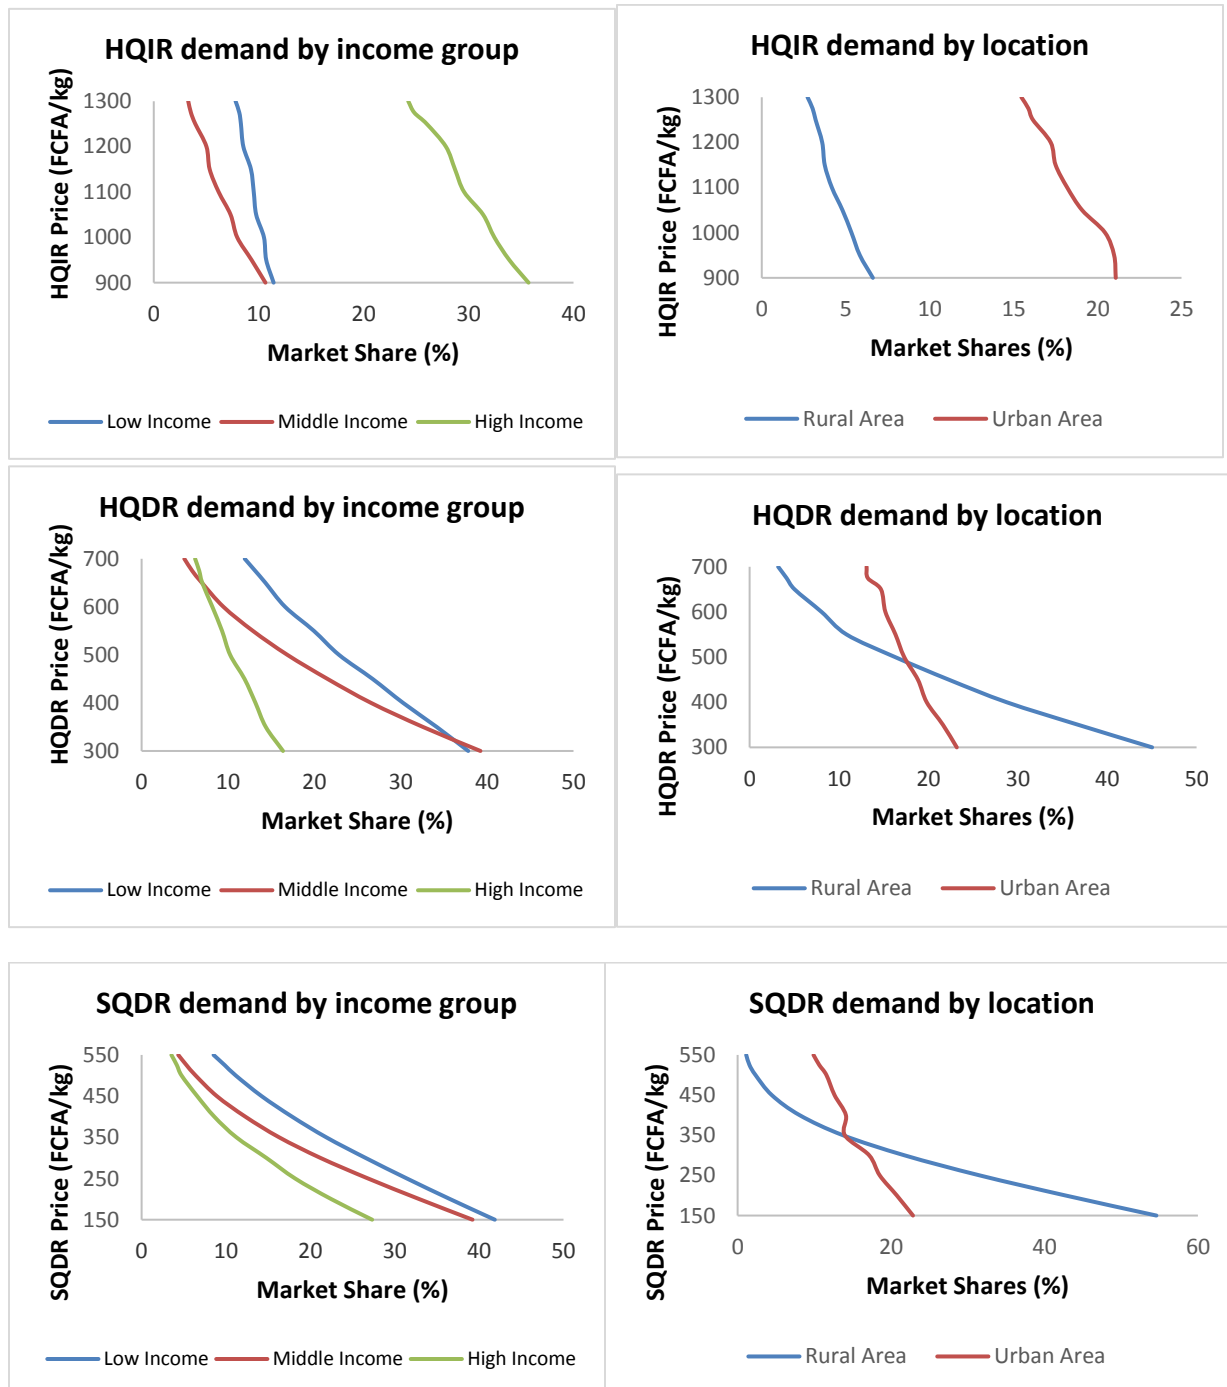 HQIR demand by income group
HQIR Price (FCFA/kg)
1300
1200
1100
1000
900
0 10 20 30 40
Market Share (%)
Low Income Middle Income High Income
HQIR demand by location
HQIR Price (FCFA/kg)
1300
1200
1100
1000
900
0 5 10 15 20 25
Market Shares (%)
Rural Area Urban Area
HQDR demand by income group
HQDR Price (FCFA/kg)
700
600
500
400
300
0 10 20 30 40 50
Market Share (%)
Low Income Middle Income High Income
HQDR demand by location
HQDR Price (FCFA/kg)
700
600
500
400
300
0 10 20 30 40 50
Market Shares (%)
Rural Area Urban Area
SQDR demand by income group
SQDR Price (FCFA/kg)
550
450
350
250
150
0 10 20 30 40 50
Market Share (%)
Low Income Middle Income High Income
SQDR demand by location
SQDR Price (FCFA/kg)
550
450
350
250
150
0 20 40 60
Market Shares (%)
Rural Area Urban Area